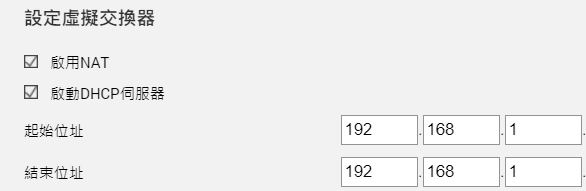 設定虛擬交換器
啟用NAT
啟動DHCP伺服器
起始位址 192 . 168 . 1 .
結束位址 192 . 168 . 1 .